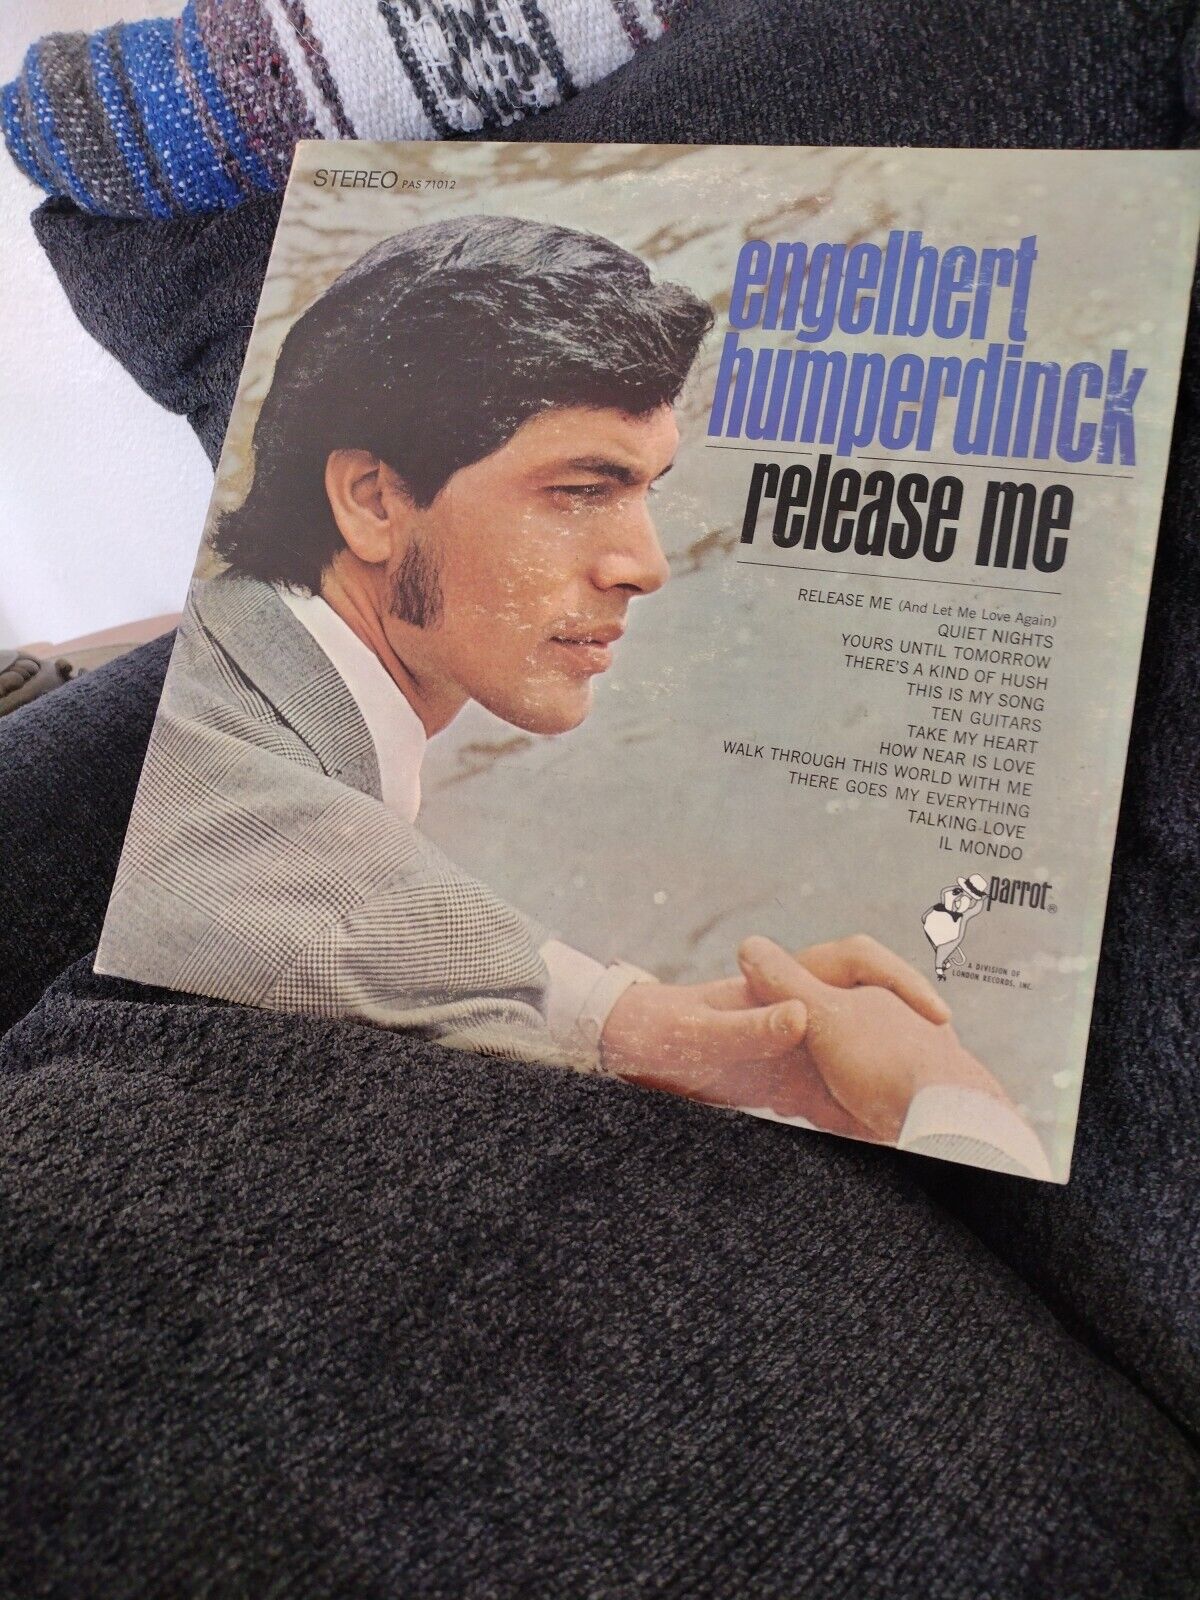 STEREO PAS 71012
engelbert
humperdinck
release me
RELEASE ME (And Let Me Love Again)
QUIET NIGHTS
YOURS UNTIL TOMORROW
THERE'S A KIND OF HUSH
THIS IS MY SONG
TEN GUITARS
TAKE MY HEART
HOW NEAR IS LOVE
WALK THROUGH THIS WORLD WITH ME
THERE GOES MY EVERYTHING
TALKING LOVE
IL MONDO
parrot®
A DIVISION OF
LONDON RECORDS, INC.